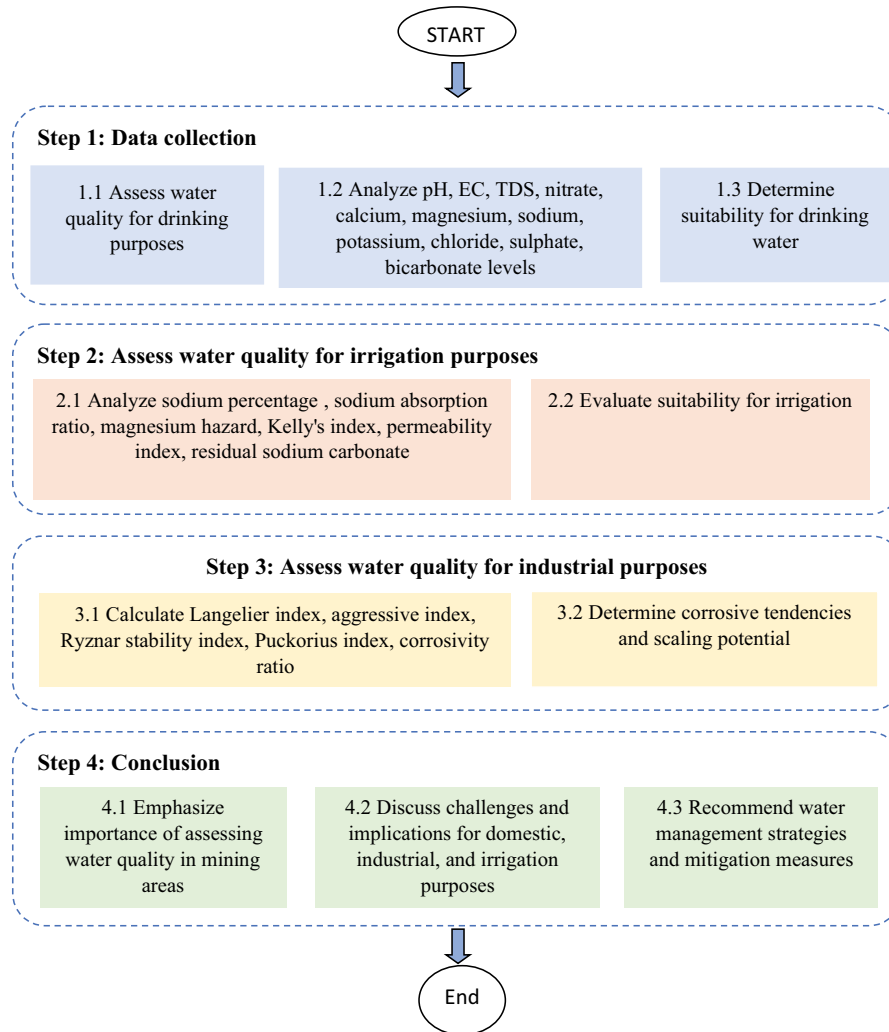 START
Step 1: Data collection
1.1 Assess water
quality for drinking
purposes
1.2 Analyze pH, EC, TDS, nitrate,
calcium, magnesium, sodium,
potassium, chloride, sulphate,
bicarbonate levels
1.3 Determine
suitability for drinking
water
Step 2: Assess water quality for irrigation purposes
2.1 Analyze sodium percentage , sodium absorption
ratio, magnesium hazard, Kelly's index, permeability
index, residual sodium carbonate
2.2 Evaluate suitability for irrigation
Step 3: Assess water quality for industrial purposes
3.1 Calculate Langelier index, aggressive index,
Ryznar stability index, Puckorius index, corrosivity
ratio
3.2 Determine corrosive tendencies
and scaling potential
Step 4: Conclusion
4.1 Emphasize
importance of assessing
water quality in mining
areas
4.2 Discuss challenges and
implications for domestic,
industrial, and irrigation
purposes
4.3 Recommend water
management strategies
and mitigation measures
End